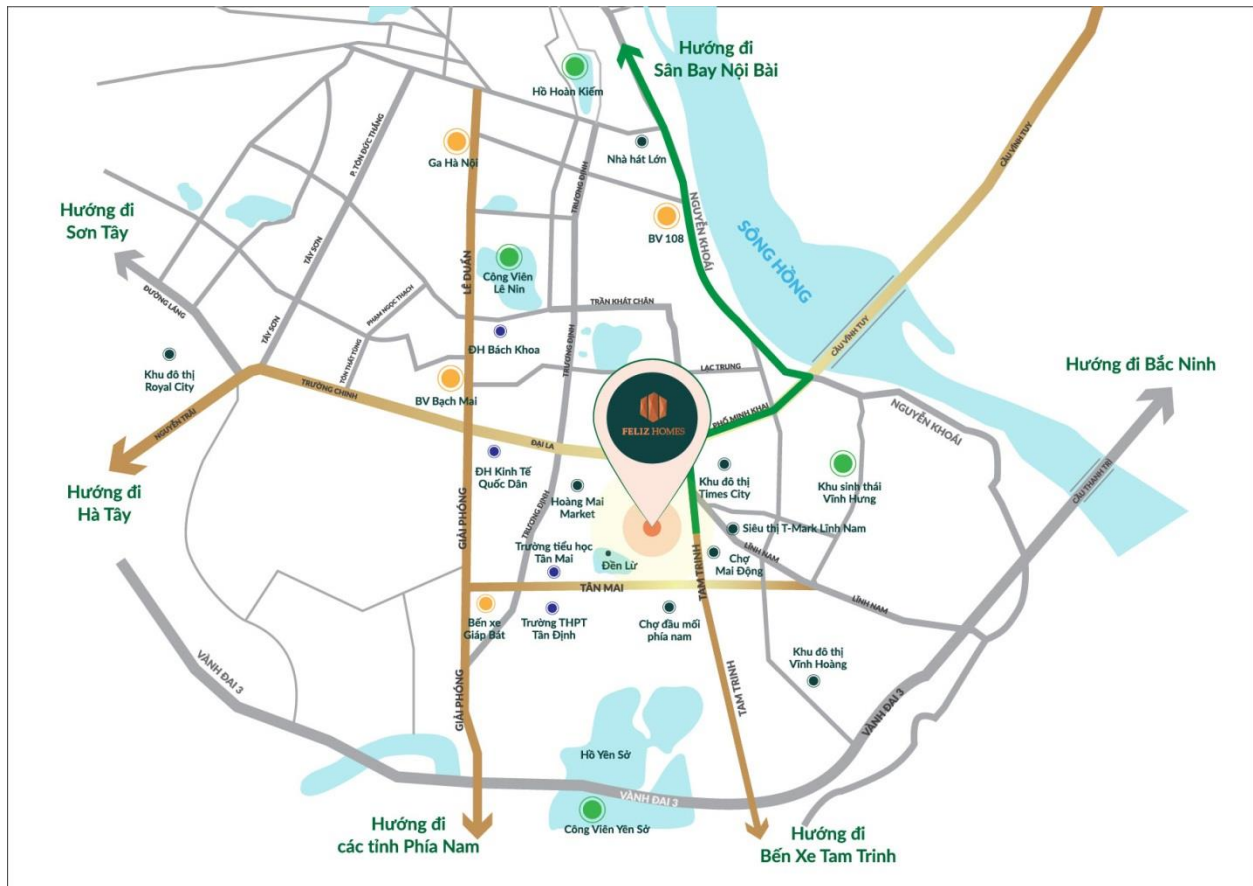 Hướng đi
Sân Bay Nội Bài
Hồ Hoàn Kiếm
CẦU VĨNH TUY
P. TÔN ĐỨC THẮNG
Ga Hà Nội
Nhà hát Lớn
TRƯƠNG ĐỊNH
Hướng đi
Sơn Tây
BV 108
NGUYỄN KHOÁI
SÔNG HỒNG
TÂY SƠN
LÊ DUẨN
Công Viên
Lê Nin
ĐƯỜNG LÁNG
PHẠM NGỌC THẠCH
TRẦN KHÁT CHÂN
CẦU VĨNH TUY
TÂY SƠN
ĐH Bách Khoa
TRƯƠNG ĐỊNH
Khu đô thị
Royal City
TÔN THẤT TÙNG
LẠC TRUNG
Hướng đi Bắc Ninh
TRƯỜNG CHINH
BV Bạch Mai
FELIZ HOMES
PHỐ MINH KHAI
NGUYỄN KHOÁI
NGUYỄN TRÃI
ĐẠI LA
Hướng đi
Hà Tây
ĐH Kinh Tế
Quốc Dân
Khu đô thị
Times City
Khu sinh thái
Vĩnh Hưng
CẦU THANH TRÌ
Hoàng Mai
Market
TRƯƠNG ĐỊNH
GIẢI PHÓNG
Siêu thị T-Mark Lĩnh Nam
Trường tiểu học
Tân Mai
Đền Lừ
Chợ
Mai Động
LĨNH NAM
TÂN MAI
TAM TRINH
LĨNH NAM
Bến xe
Giáp Bát
Trường THPT
Tân Định
Chợ đầu mối
phía nam
Khu đô thị
Vĩnh Hoàng
VÀNH ĐAI 3
GIẢI PHÓNG
TAM TRINH
VÀNH ĐAI 3
Hồ Yên Sở
VÀNH ĐAI 3
Công Viên Yên Sở
Hướng đi
các tỉnh Phía Nam
Hướng đi
Bến Xe Tam Trinh